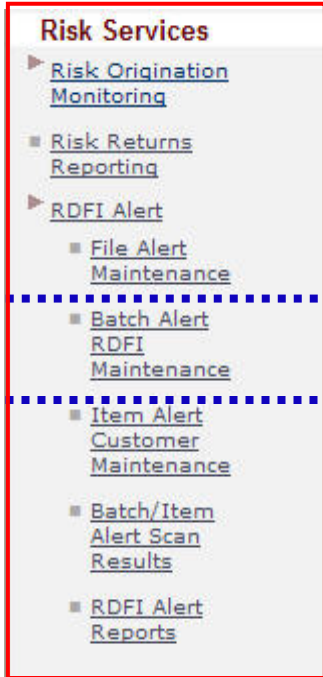 Risk Services
Risk Origination
Monitoring
Risk Returns
Reporting
RDFI Alert
File Alert
Maintenance
Batch Alert
RDFI
Maintenance
Item Alert
Customer
Maintenance
Batch/Item
Alert Scan
Results
RDFI Alert
Reports